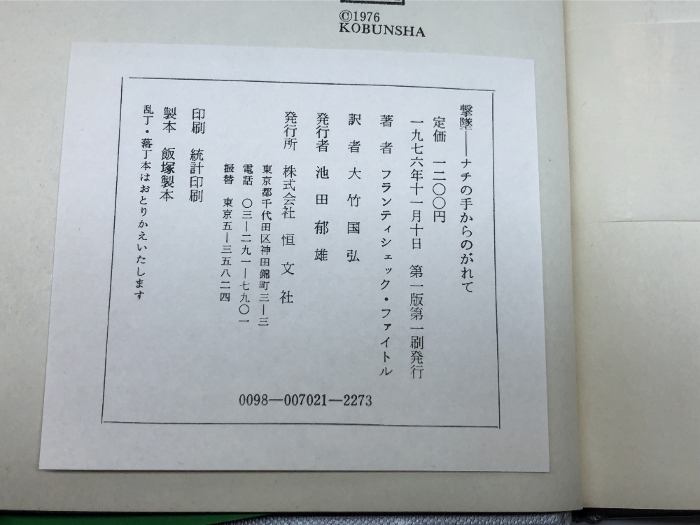 ©1976
KOBUNSHA
撃墜――ナチの手からのがれて
定価 一二〇〇円
一九七六年十一月十日 第一版第一刷発行
著者 フランティシェック・ファイトル
訳者 大竹国弘
発行者 池田郁雄
発行所 株式会社 恒文社
東京都千代田区神田錦町三―三
電話 〇三―二九一―七九〇一
振替 東京五―三五八二四
印刷 統計印刷
製本 飯塚製本
乱丁・落丁本はおとりかえいたします
0098―007021―2273